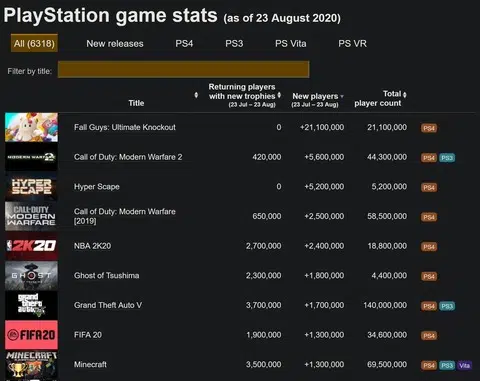 PlayStation game stats (as of 23 August 2020)
All (6318) New releases PS4 PS3 PS Vita PS VR
Filter by title:
Title Returning players with new trophies (23 Jul – 23 Aug) New players (23 Jul – 23 Aug) Total player count
Fall Guys: Ultimate Knockout 0 +21,100,000 21,100,000 PS4
MODERN WARFARE 2 Call of Duty: Modern Warfare 2 420,000 +5,600,000 44,300,000 PS4 PS3
HYPER SCAPE Hyper Scape 0 +5,200,000 5,200,000 PS4
CALL OF DUTY MODERN WARFARE Call of Duty: Modern Warfare [2019] 650,000 +2,500,000 58,500,000 PS4
2K20 NBA 2K20 2,700,000 +2,400,000 18,800,000 PS4
GHOST Ghost of Tsushima 2,300,000 +1,800,000 4,400,000 PS4
grand theft auto Grand Theft Auto V 3,700,000 +1,700,000 140,000,000 PS4 PS3
FIFA20 FIFA 20 1,900,000 +1,300,000 34,600,000 PS4
MINECRAFT Minecraft 3,500,000 +1,300,000 69,500,000 PS4 PS3 Vita